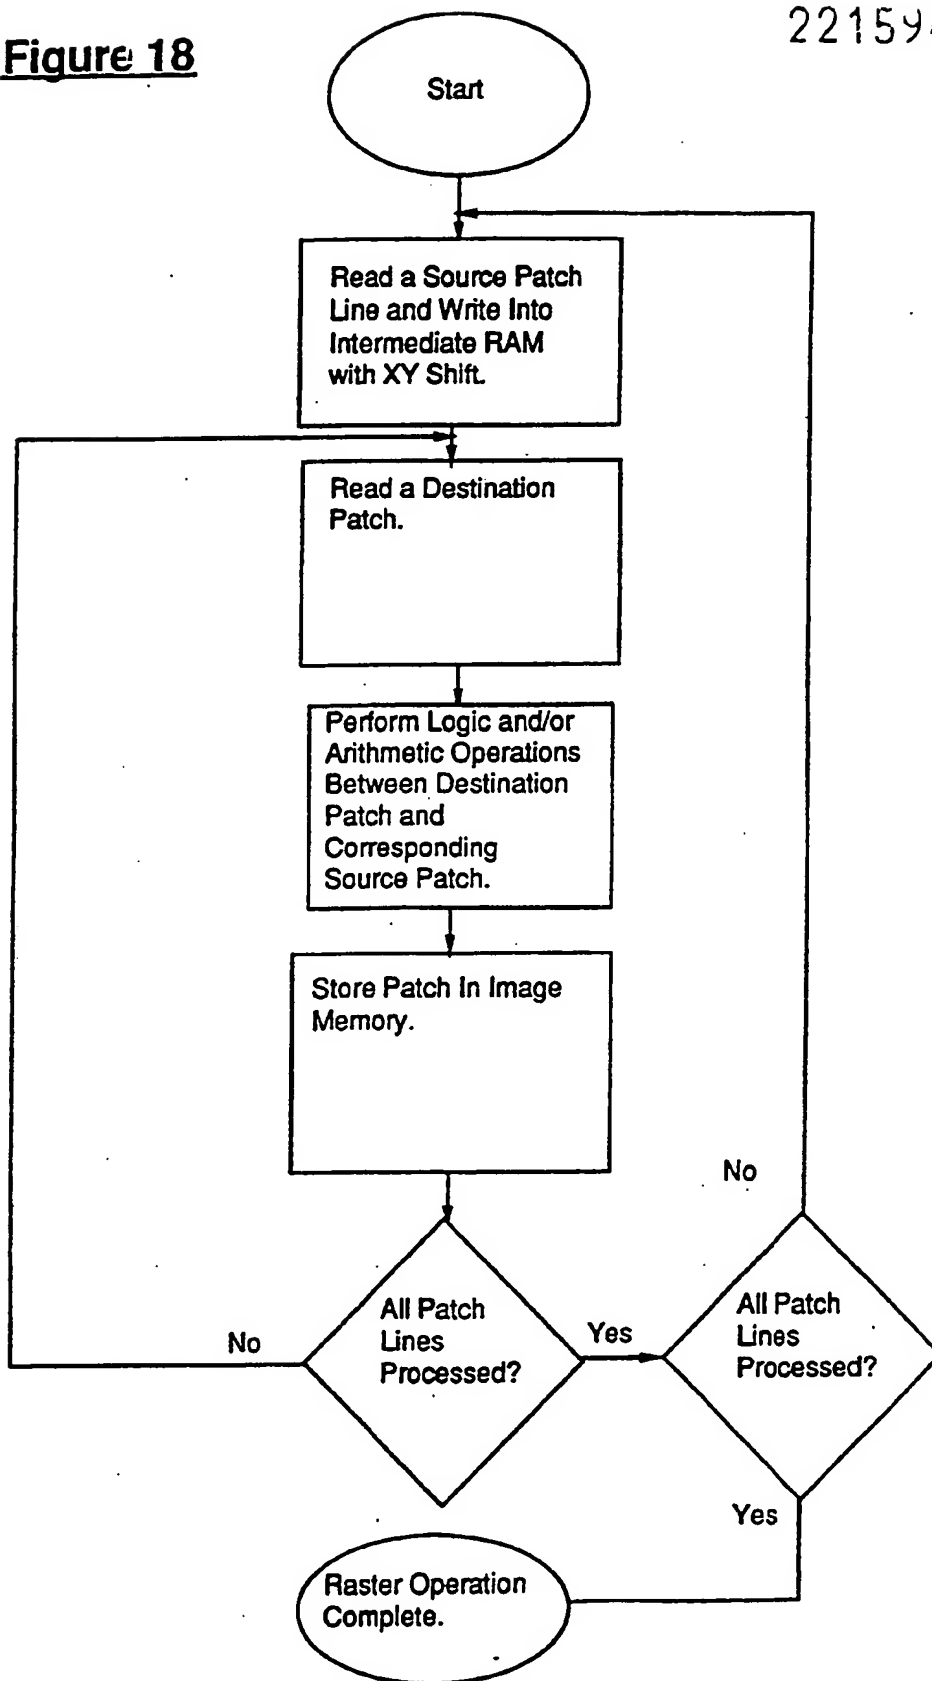 Figure 18
22159
Start
Read a Source Patch
Line and Write Into
Intermediate RAM
with XY Shift.
Read a Destination
Patch.
Perform Logic and/or
Arithmetic Operations
Between Destination
Patch and
Corresponding
Source Patch.
Store Patch In Image
Memory.
No
All Patch
Lines
Processed?
Yes
No
All Patch
Lines
Processed?
Yes
Raster Operation
Complete.